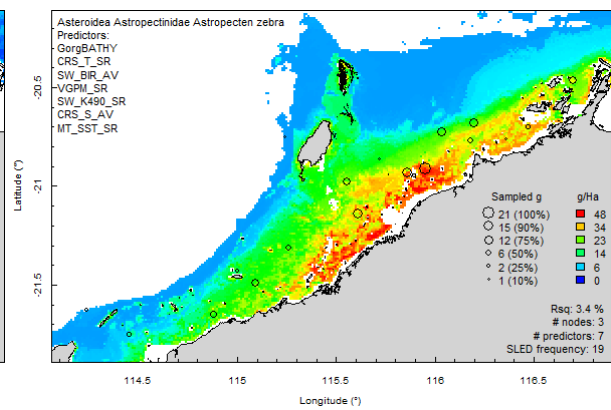 Asteroidea Astropectinidae Astropecten zebra
Predictors:
GorgBATHY
CRS_T_SR
SW_BIR_AV
VGPM_SR
SW_K490_SR
CRS_S_AV
MT_SST_SR
-20.5
-21
-21.5
Latitude (°)
Sampled g g/Ha
21 (100%) 48
15 (90%) 34
12 (75%) 23
6 (50%) 14
2 (25%) 6
1 (10%) 0
Rsq: 3.4 %
# nodes: 3
# predictors: 7
SLED frequency: 19
114.5 115 115.5 116 116.5
Longitude (°)